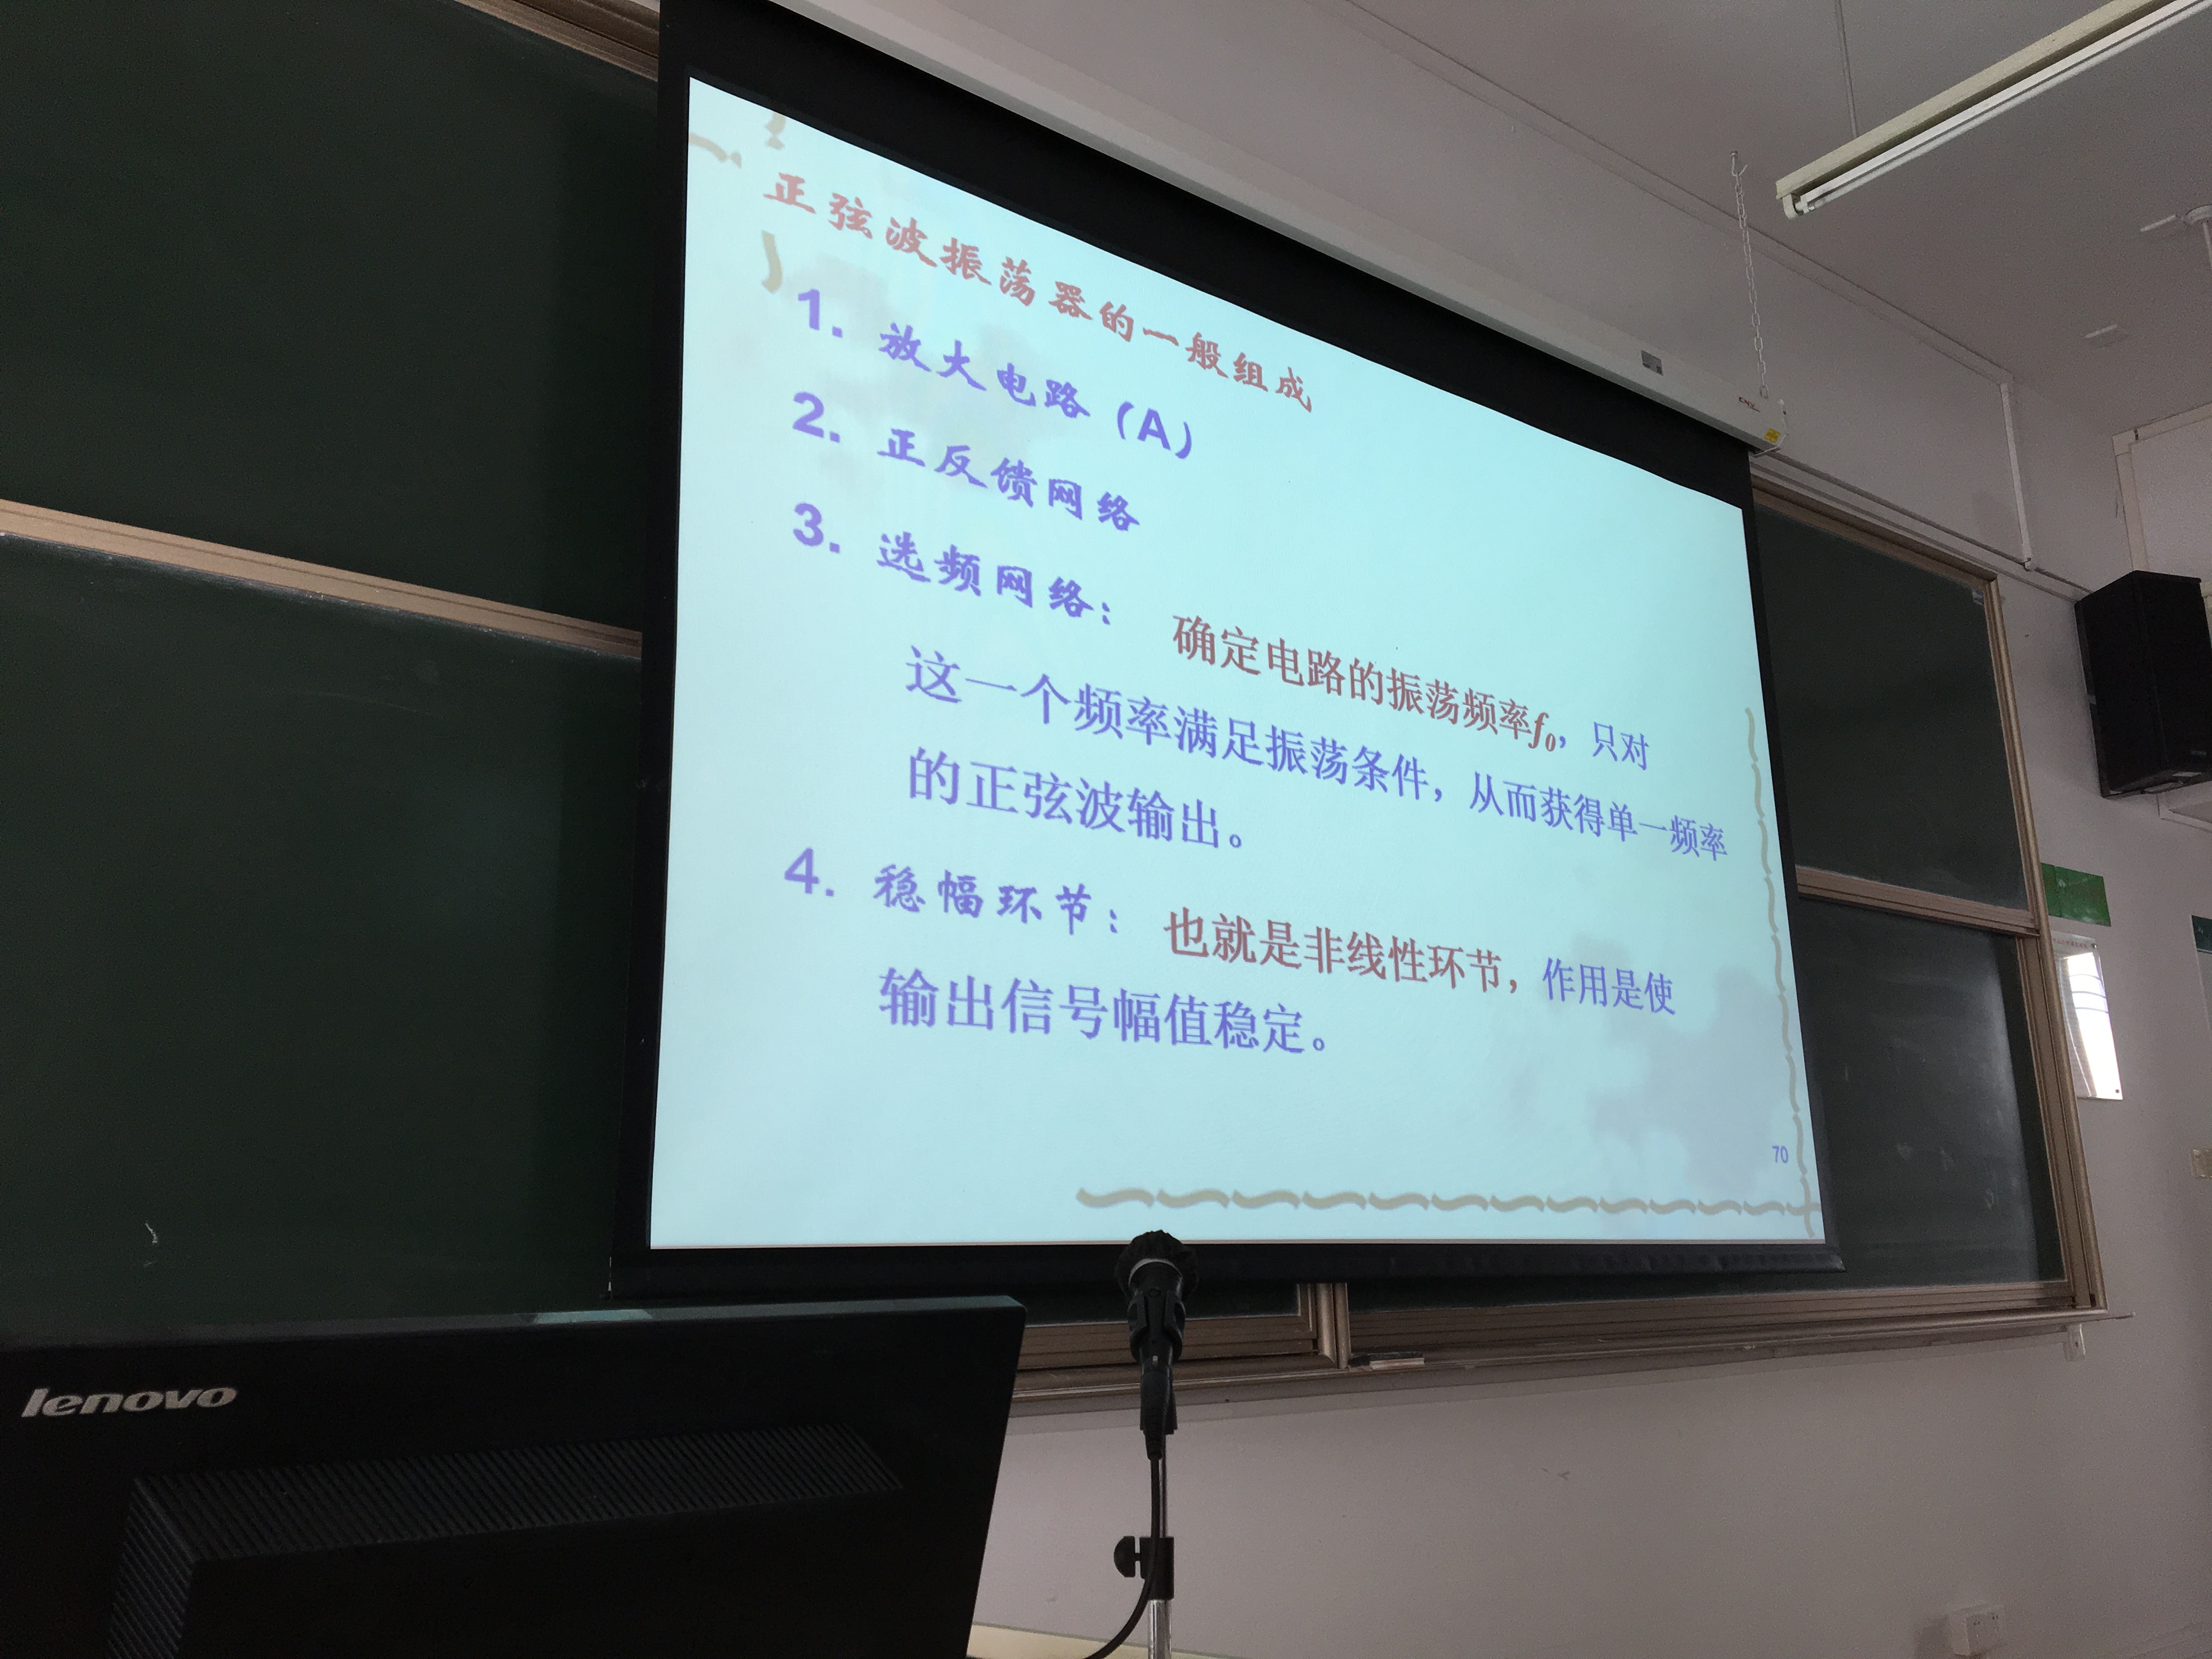 正弦波振荡器的一般组成
1. 放大电路（A）
2. 正反馈网络
3. 选频网络： 确定电路的振荡频率f0，只对
这一个频率满足振荡条件，从而获得单一频率
的正弦波输出。
4. 稳幅环节： 也就是非线性环节，作用是使
输出信号幅值稳定。
70
lenovo